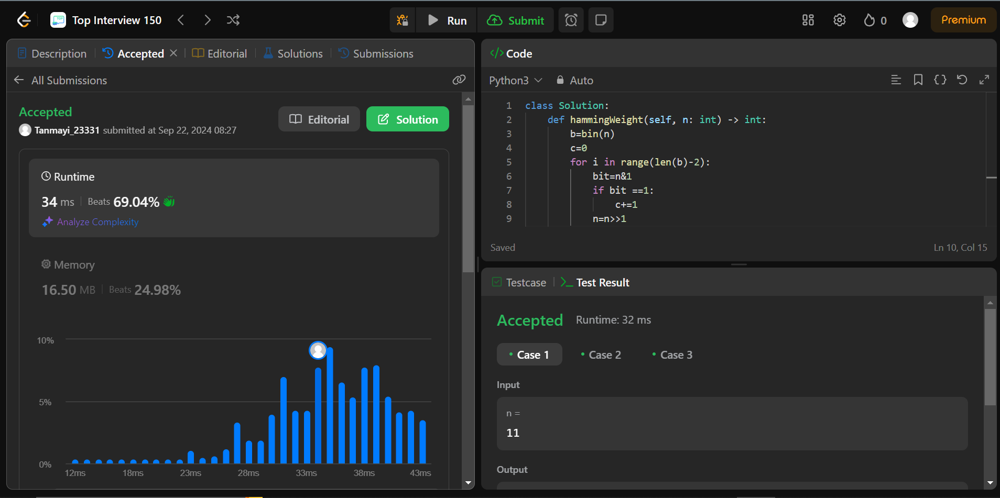 Top Interview 150
Run
Submit
0
Premium
Description
Accepted
Editorial
Solutions
Submissions
All Submissions
Accepted
Tanmayi_23331 submitted at Sep 22, 2024 08:27
Editorial
Solution
Runtime
34 ms
Beats 69.04%
Analyze Complexity
Memory
16.50 MB
Beats 24.98%
10%
5%
0%
12ms
18ms
23ms
28ms
33ms
38ms
43ms
</> Code
Python3
Auto
1 class Solution:
2 def hammingWeight(self, n: int) -> int:
3 b=bin(n)
4 c=0
5 for i in range(len(b)-2):
6 bit=n&1
7 if bit ==1:
8 c+=1
9 n=n>>1
Saved
Ln 10, Col 15
Testcase
Test Result
Accepted
Runtime: 32 ms
Case 1
Case 2
Case 3
Input
n =
11
Output